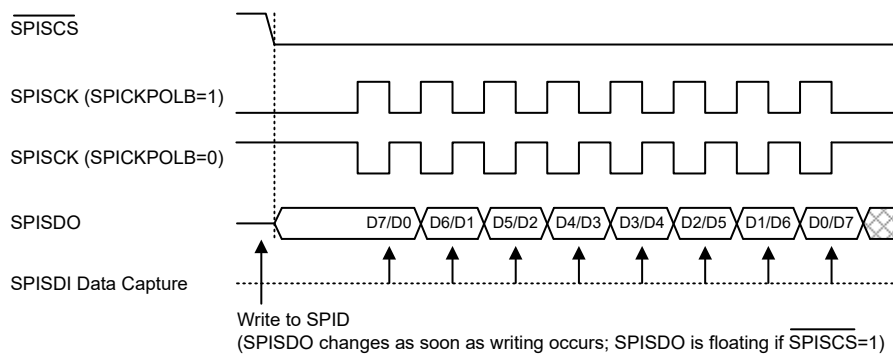 SPISCS
SPISCK (SPICKPOLB=1)
SPISCK (SPICKPOLB=0)
SPISDO
D7/D0 D6/D1 D5/D2 D4/D3 D3/D4 D2/D5 D1/D6 D0/D7
SPISDI Data Capture
Write to SPID
(SPISDO changes as soon as writing occurs; SPISDO is floating if SPISCS=1)